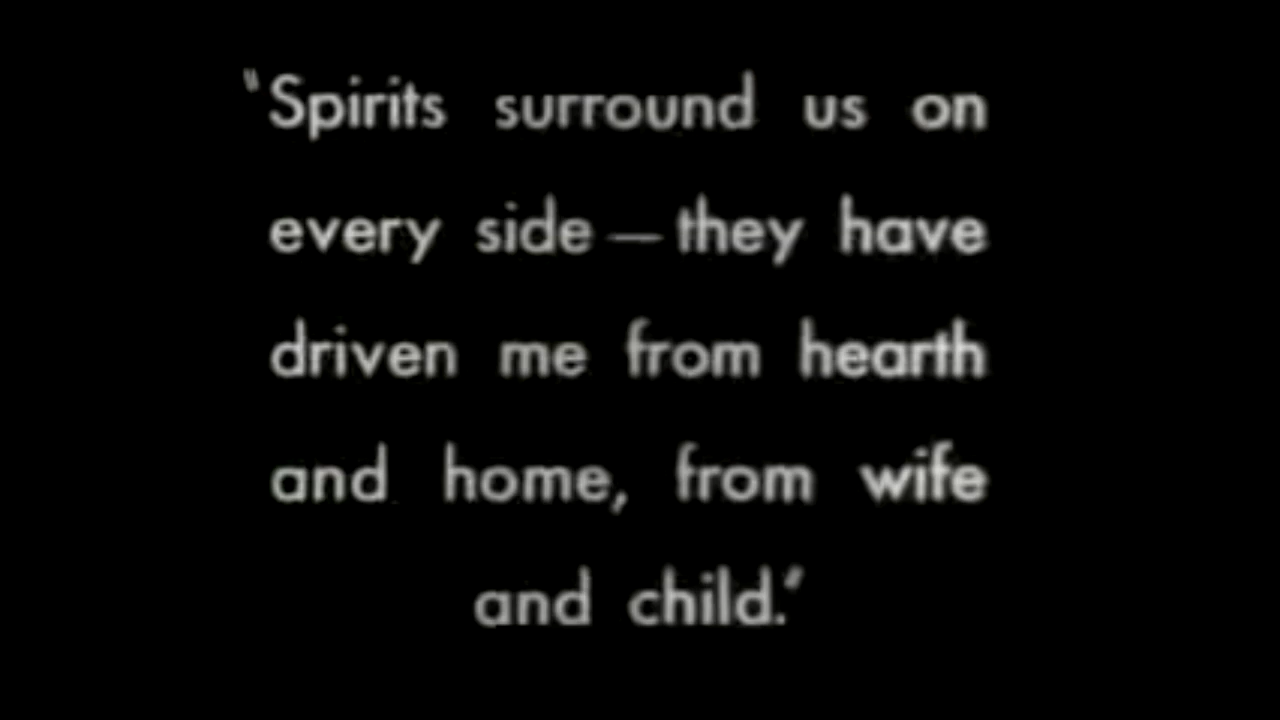 "Spirits surround us on
every side — they have
driven me from hearth
and home, from wife
and child."